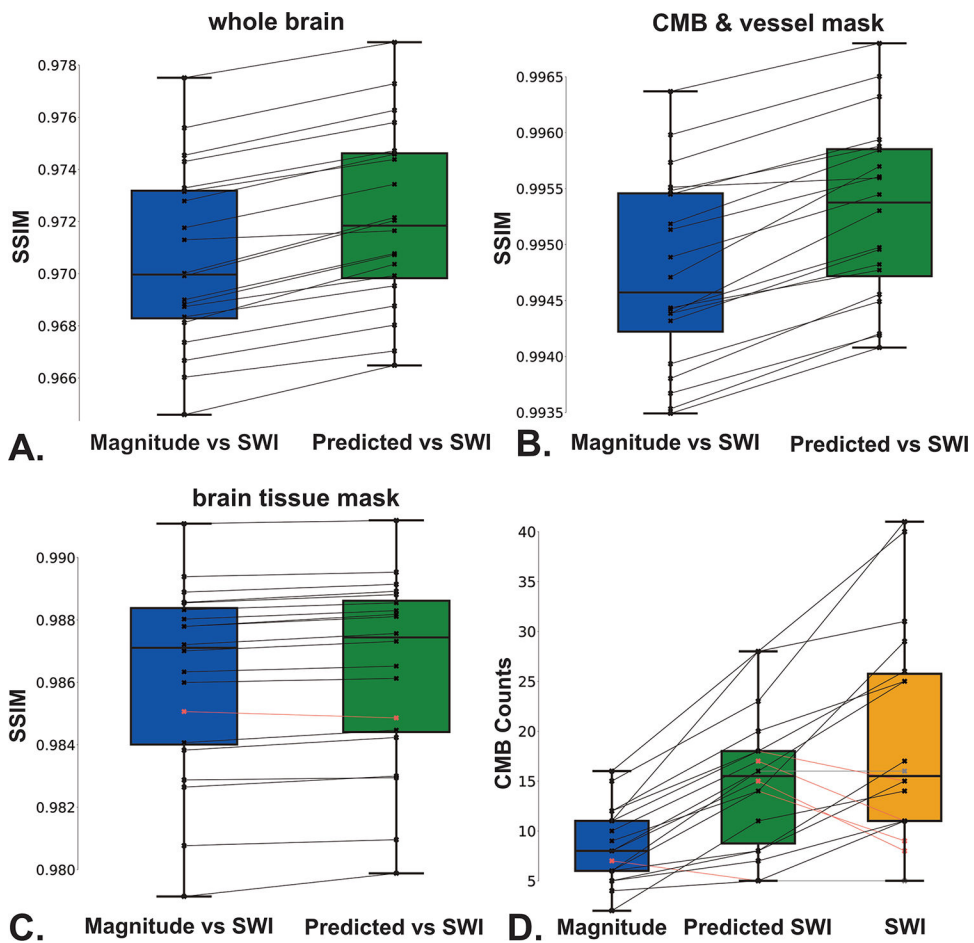 whole brain
SSIM
0.978
0.976
0.974
0.972
0.970
0.968
0.966
Magnitude vs SWI Predicted vs SWI
A.
CMB & vessel mask
SSIM
0.9965
0.9960
0.9955
0.9950
0.9945
0.9940
0.9935
Magnitude vs SWI Predicted vs SWI
B.
brain tissue mask
SSIM
0.990
0.988
0.986
0.984
0.982
0.980
Magnitude vs SWI Predicted vs SWI
C.
CMB Counts
40
35
30
25
20
15
10
5
Magnitude Predicted SWI SWI
D.